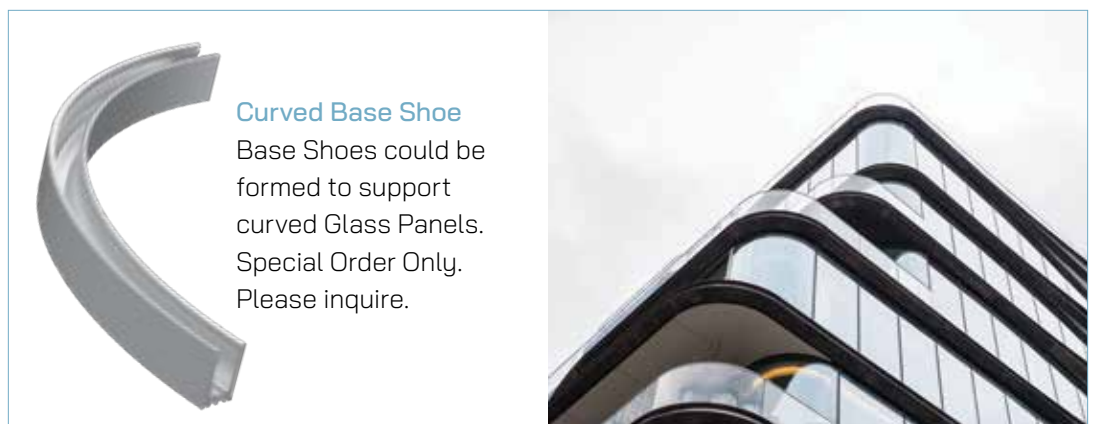 Curved Base Shoe
Base Shoes could be
formed to support
curved Glass Panels.
Special Order Only.
Please inquire.